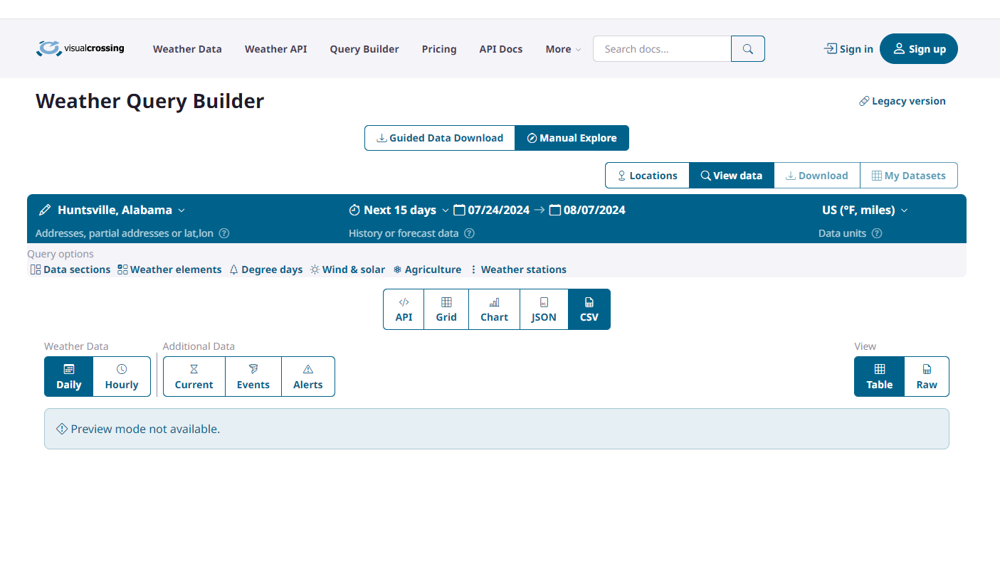 visualcrossing Weather Data Weather API Query Builder Pricing API Docs More Search docs... Sign in Sign up
Weather Query Builder Legacy version
Guided Data Download Manual Explore
Locations View data Download My Datasets
Huntsville, Alabama Next 15 days 07/24/2024 08/07/2024 US (°F, miles)
Addresses, partial addresses or lat,lon History or forecast data Data units
Query options
Data sections Weather elements Degree days Wind & solar Agriculture Weather stations
API Grid Chart JSON CSV
Weather Data Additional Data View
Daily Hourly Current Events Alerts Table Raw
Preview mode not available.